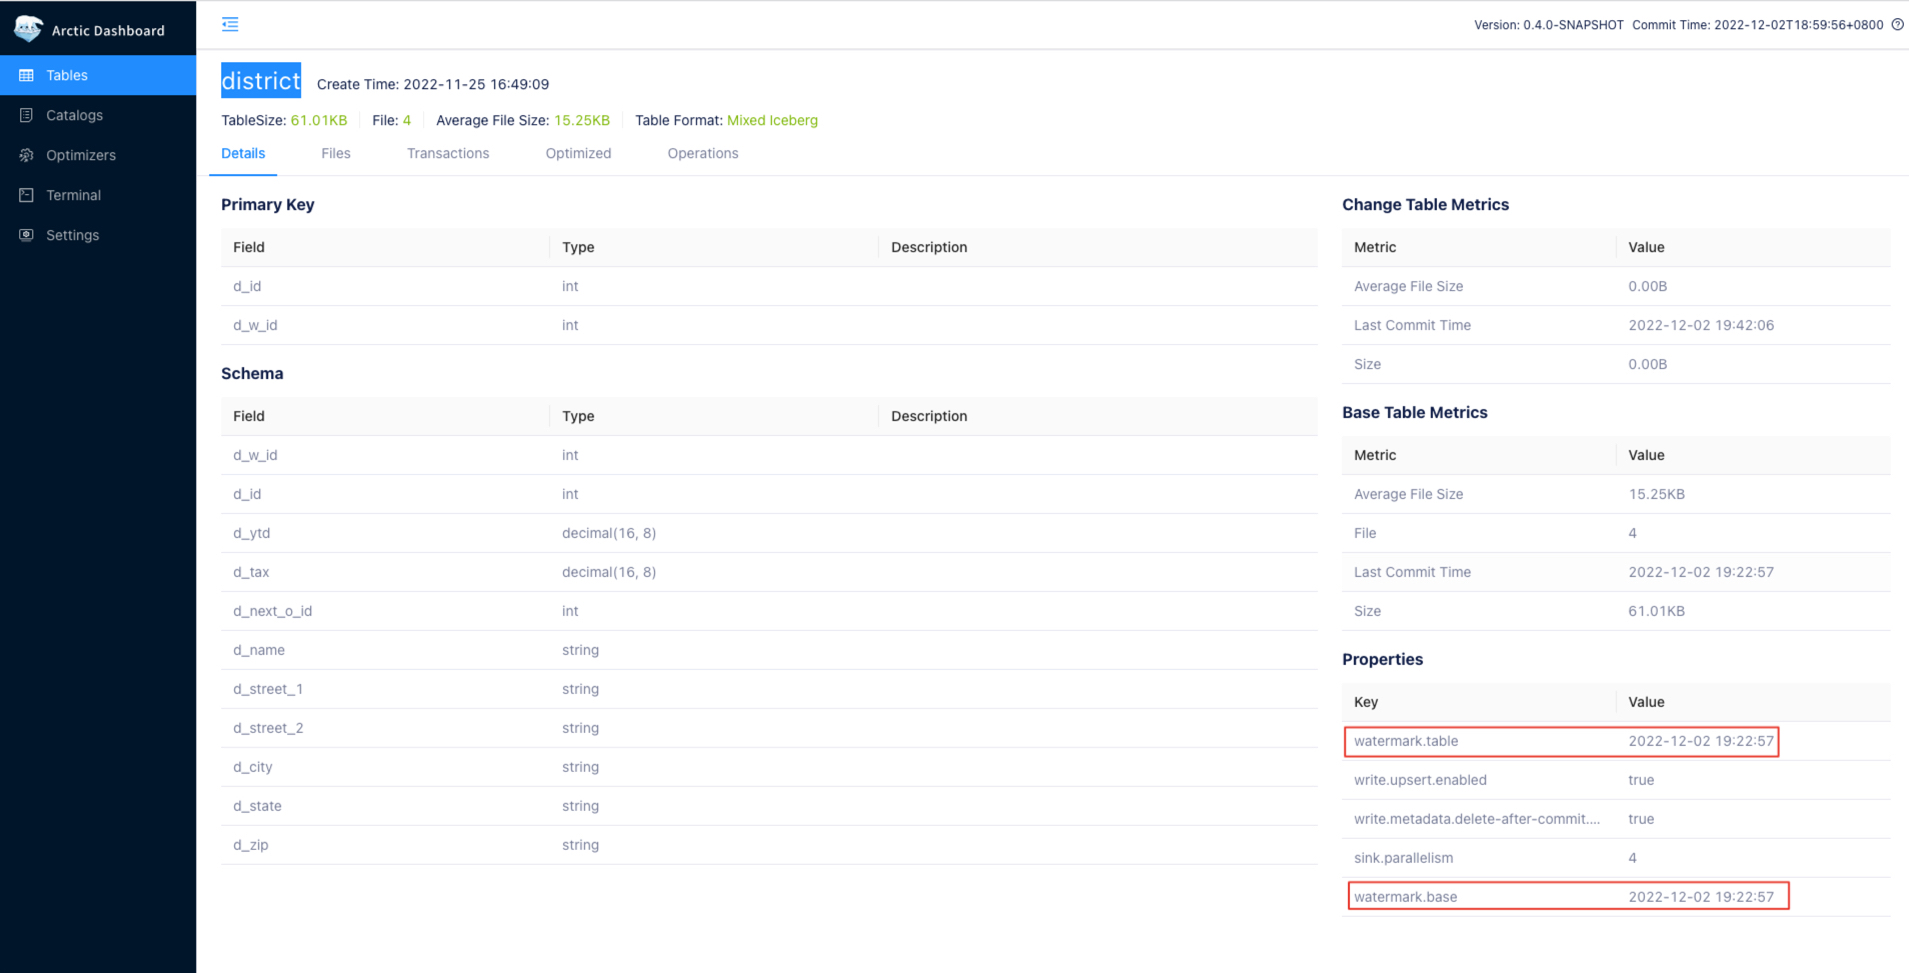 Arctic Dashboard
Version: 0.4.0-SNAPSHOT Commit Time: 2022-12-02T18:59:56+0800
Tables
Catalogs
Optimizers
Terminal
Settings
district Create Time: 2022-11-25 16:49:09
TableSize: 61.01KB File: 4 Average File Size: 15.25KB Table Format: Mixed Iceberg
Details Files Transactions Optimized Operations
Primary Key
Field Type Description
d_id int
d_w_id int
Schema
Field Type Description
d_w_id int
d_id int
d_ytd decimal(16, 8)
d_tax decimal(16, 8)
d_next_o_id int
d_name string
d_street_1 string
d_street_2 string
d_city string
d_state string
d_zip string
Change Table Metrics
Metric Value
Average File Size 0.00B
Last Commit Time 2022-12-02 19:42:06
Size 0.00B
Base Table Metrics
Metric Value
Average File Size 15.25KB
File 4
Last Commit Time 2022-12-02 19:22:57
Size 61.01KB
Properties
Key Value
watermark.table 2022-12-02 19:22:57
write.upsert.enabled true
write.metadata.delete-after-commit.... true
sink.parallelism 4
watermark.base 2022-12-02 19:22:57